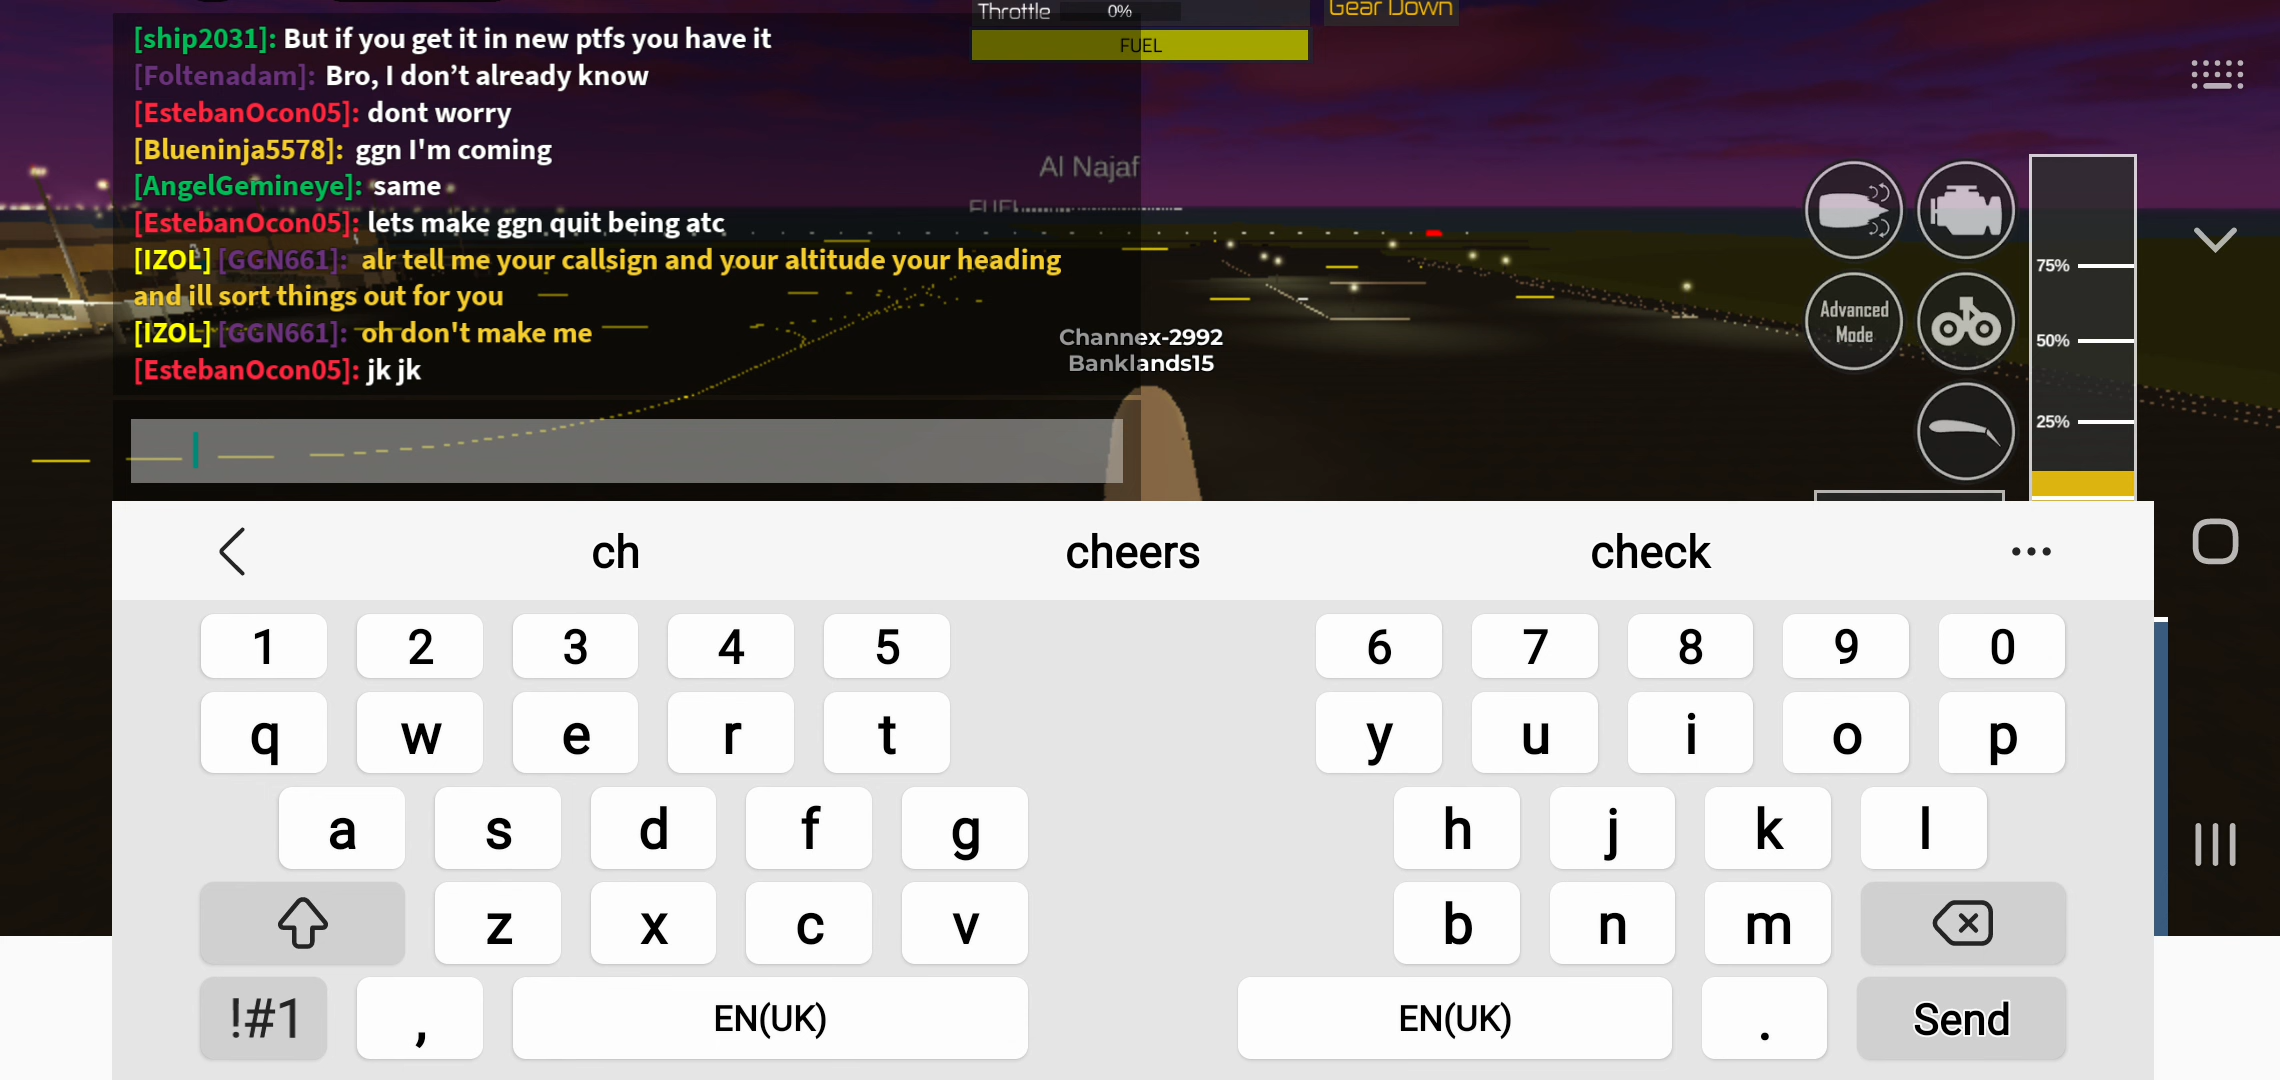 Throttle 0%
Gear Down
FUEL
[ship2031]: But if you get it in new ptfs you have it
[Foltenadam]: Bro, I don’t already know
[EstebanOcon05]: dont worry
[Blueninja5578]: ggn I'm coming
[AngelGemineye]: same
[EstebanOcon05]: lets make ggn quit being atc
[IZOL] [GGN661]: alr tell me your callsign and your altitude your heading
and ill sort things out for you
[IZOL] [GGN661]: oh don't make me
[EstebanOcon05]: jk jk
Al Najaf
FUEL
Channex-2992
Banklands15
Advanced
Mode
75%
50%
25%
ch cheers check
1 2 3 4 5 6 7 8 9 0
q w e r t y u i o p
a s d f g h j k l
z x c v b n m
!#1 , EN(UK) EN(UK) . Send